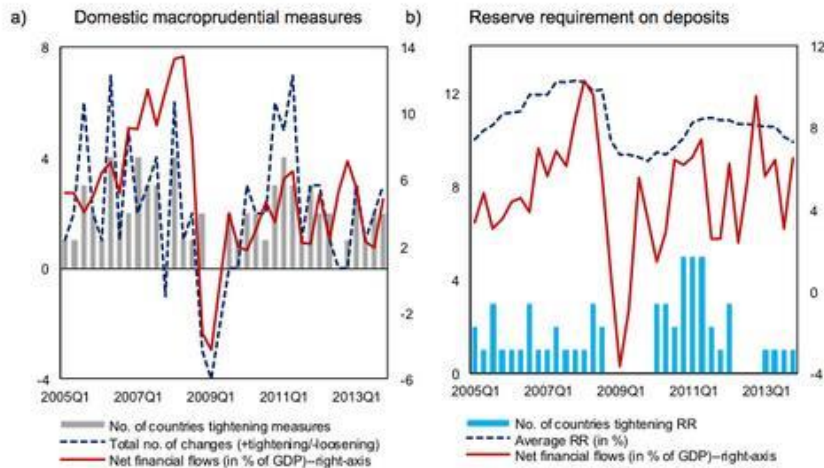 a) Domestic macroprudential measures
8
4
0
-4
14
10
6
2
-2
-6
2005Q1 2007Q1 2009Q1 2011Q1 2013Q1
No. of countries tightening measures
Total no. of changes (+tightening/-loosening)
Net financial flows (in % of GDP)--right-axis
b) Reserve requirement on deposits
12
8
4
0
12
8
4
0
-4
2005Q1 2007Q1 2009Q1 2011Q1 2013Q1
No. of countries tightening RR
Average RR (in %)
Net financial flows (in % of GDP)--right-axis